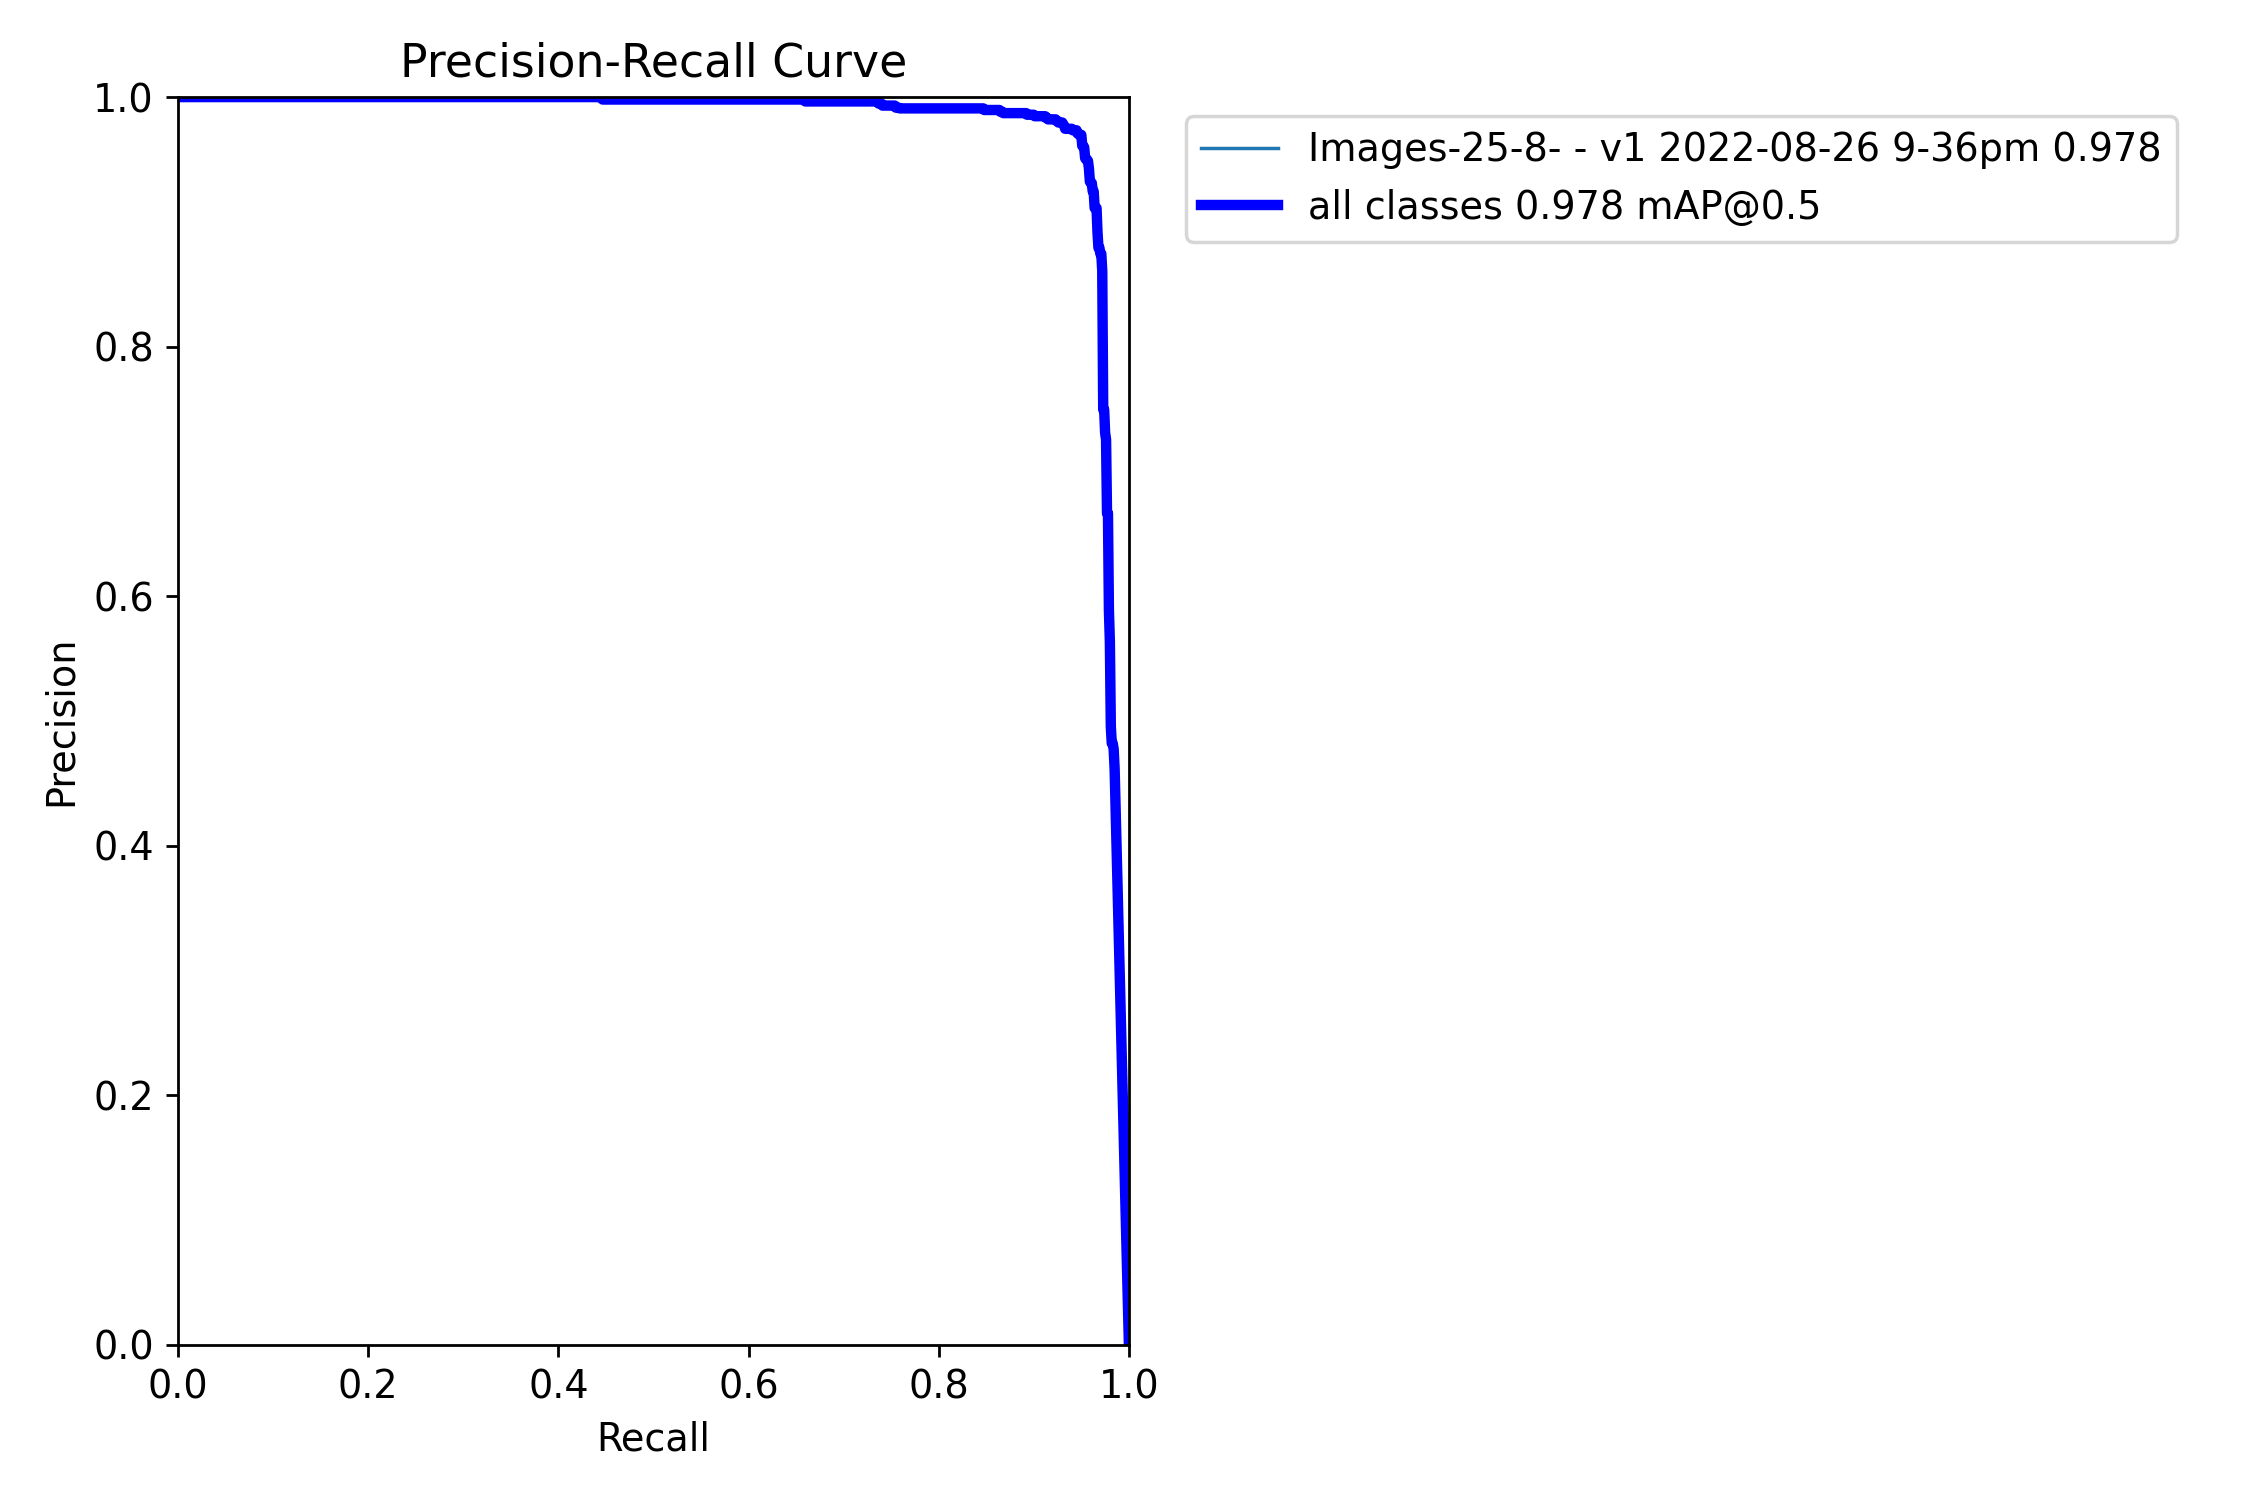 Precision-Recall Curve
1.0
0.8
0.6
0.4
0.2
0.0
Precision
0.0 0.2 0.4 0.6 0.8 1.0
Recall
Images-25-8- - v1 2022-08-26 9-36pm 0.978
all classes 0.978 mAP@0.5